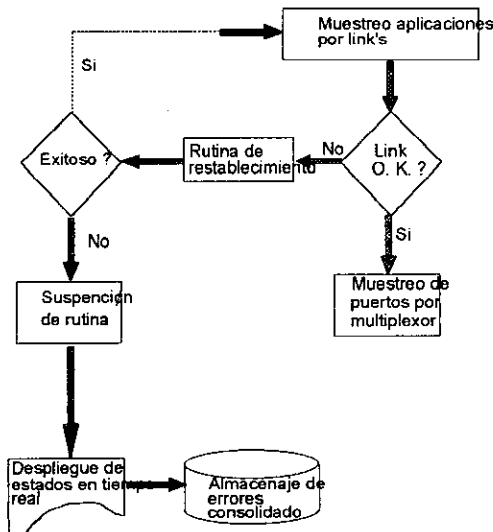 Muestreo aplicaciones
por link's
Si
Exitoso ?
Rutina de
restablecimiento
No
Link
O. K. ?
No
Si
Suspención
de rutina
Muestreo de
puertos por
multiplexor
Despliegue de
estados en tiempo
real
Almacenaje de
errores
consolidado